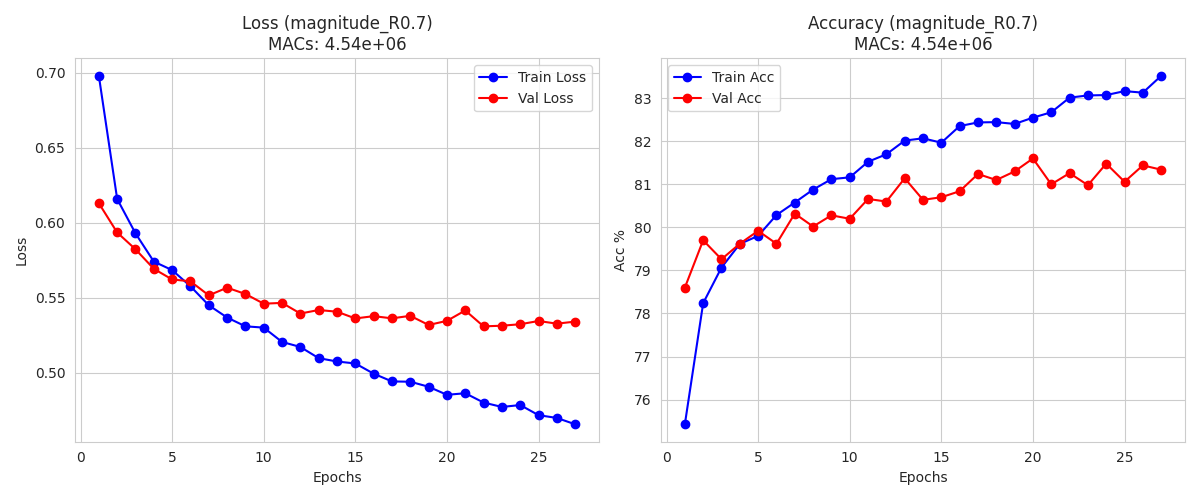 Loss (magnitude_R0.7)
MACs: 4.54e+06
0.70
0.65
0.60
0.55
0.50
Loss
Train Loss
Val Loss
0
5
10
15
20
25
Epochs
Accuracy (magnitude_R0.7)
MACs: 4.54e+06
83
82
81
80
79
78
77
76
Acc %
Train Acc
Val Acc
0
5
10
15
20
25
Epochs